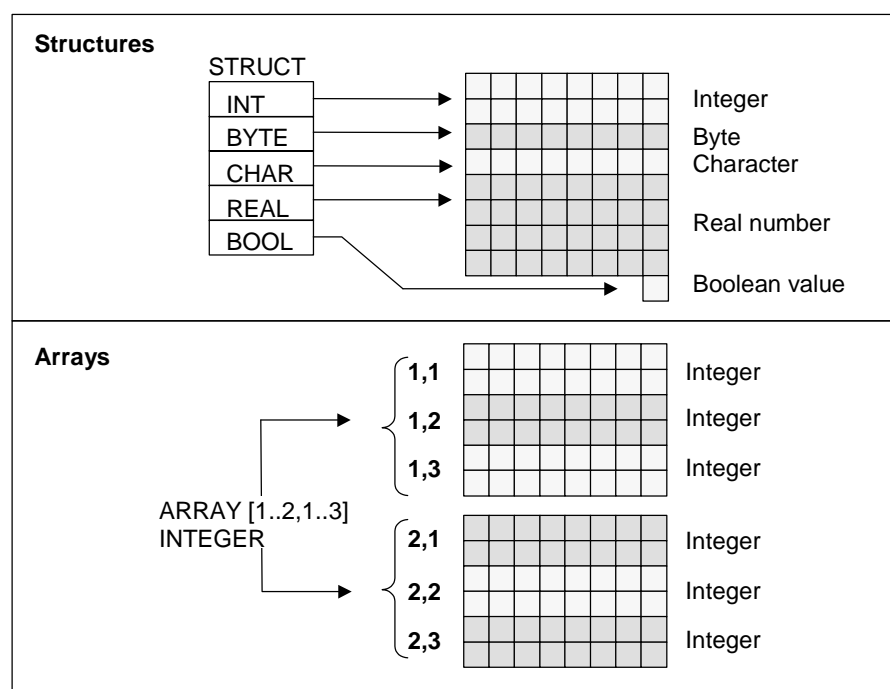 Structures
STRUCT
INT
BYTE
CHAR
REAL
BOOL
Integer
Byte
Character
Real number
Boolean value
Arrays
ARRAY [1..2,1..3]
INTEGER
1,1
Integer
1,2
Integer
1,3
Integer
2,1
Integer
2,2
Integer
2,3
Integer